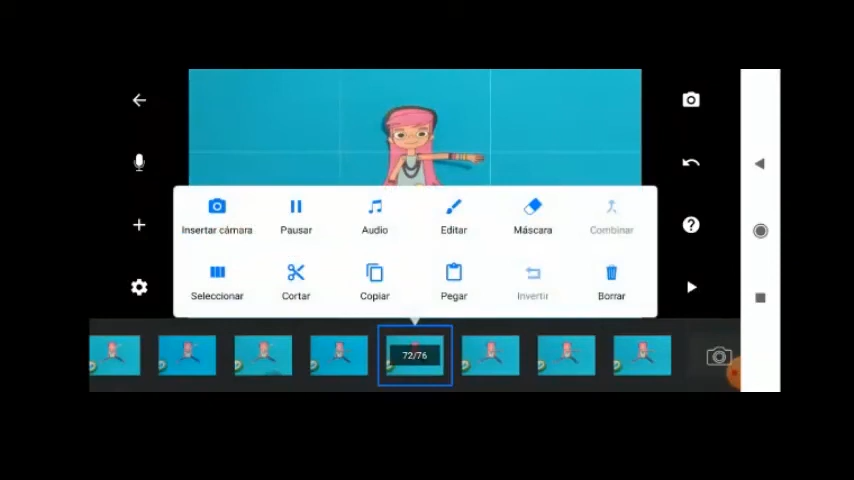 Insertar cámara Pausar Audio Editar Máscara Combinar
Seleccionar Cortar Copiar Pegar Invertir Borrar
72/76